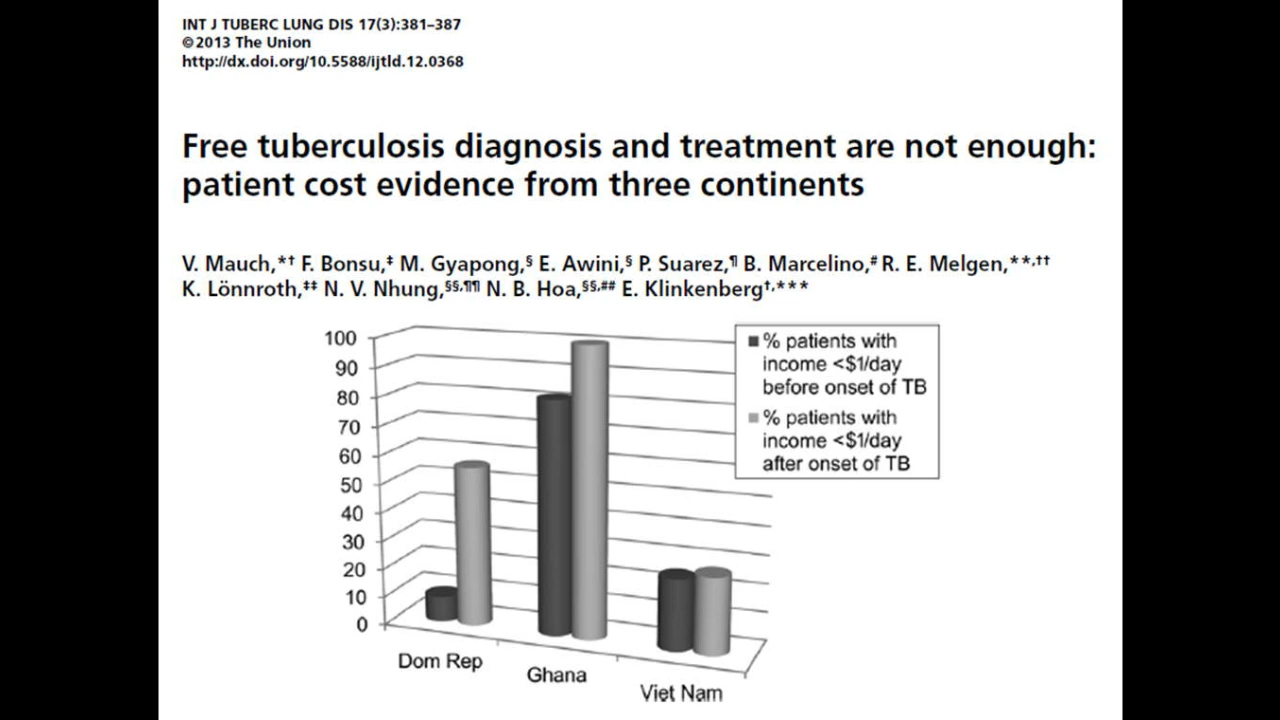 INT J TUBERC LUNG DIS 17(3):381–387
©2013 The Union
http://dx.doi.org/10.5588/ijtld.12.0368
Free tuberculosis diagnosis and treatment are not enough:
patient cost evidence from three continents
V. Mauch,*† F. Bonsu,‡ M. Gyapong,§ E. Awini,§ P. Suarez,¶ B. Marcelino,# R. E. Melgen,**,††
K. Lönnroth,‡‡ N. V. Nhung,§§,¶¶ N. B. Hoa,§§,## E. Klinkenberg†,***
100
90
80
70
60
50
40
30
20
10
0
Dom Rep
Ghana
Viet Nam
% patients with
income <$1/day
before onset of TB
% patients with
income <$1/day
after onset of TB